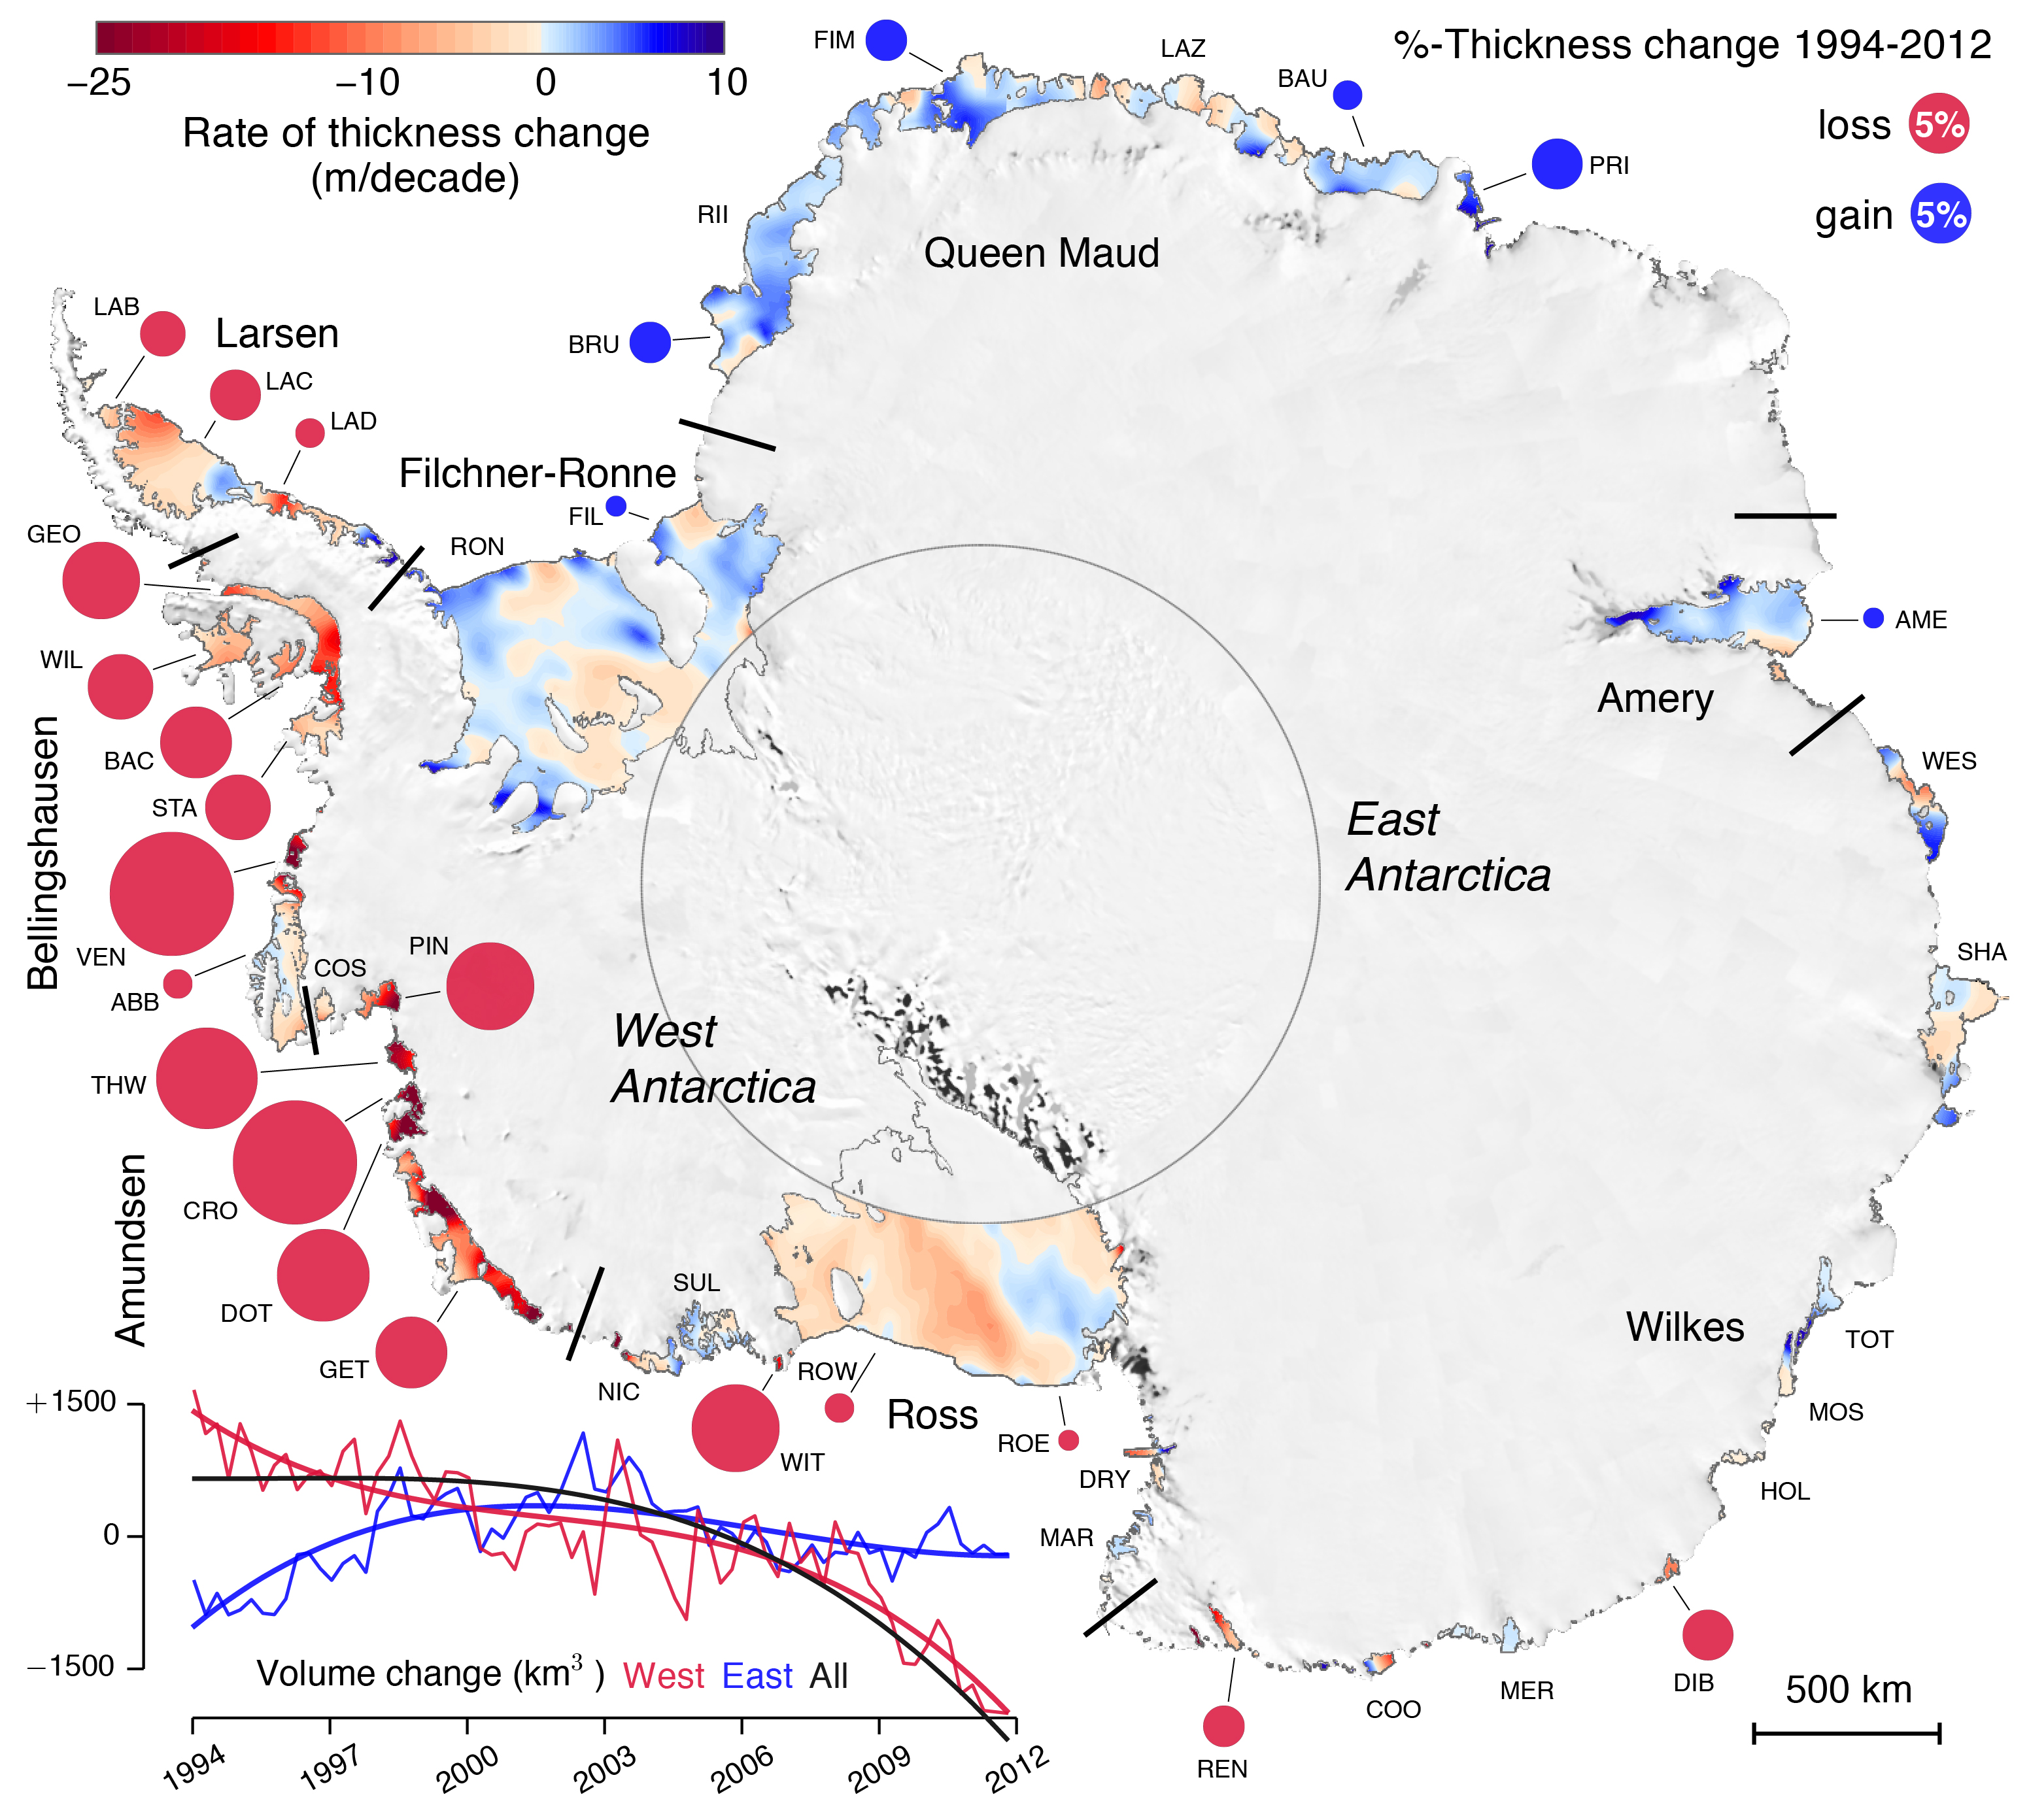 −25
−10
0
10
Rate of thickness change
(m/decade)
%-Thickness change 1994-2012
loss 5%
gain 5%
FIM
LAZ
BAU
PRI
RII
Queen Maud
BRU
LAB
Larsen
LAC
LAD
Filchner-Ronne
FIL
RON
GEO
WIL
BAC
STA
Bellingshausen
VEN
ABB
COS
PIN
AME
Amery
WES
East
Antarctica
SHA
West
Antarctica
THW
CRO
DOT
GET
Amundsen
SUL
NIC
WIT
ROW
Ross
ROE
DRY
MAR
Wilkes
TOT
MOS
HOL
DIB
MER
COO
REN
500 km
+1500
0
−1500
Volume change (km³ ) West East All
1994
1997
2000
2003
2006
2009
2012